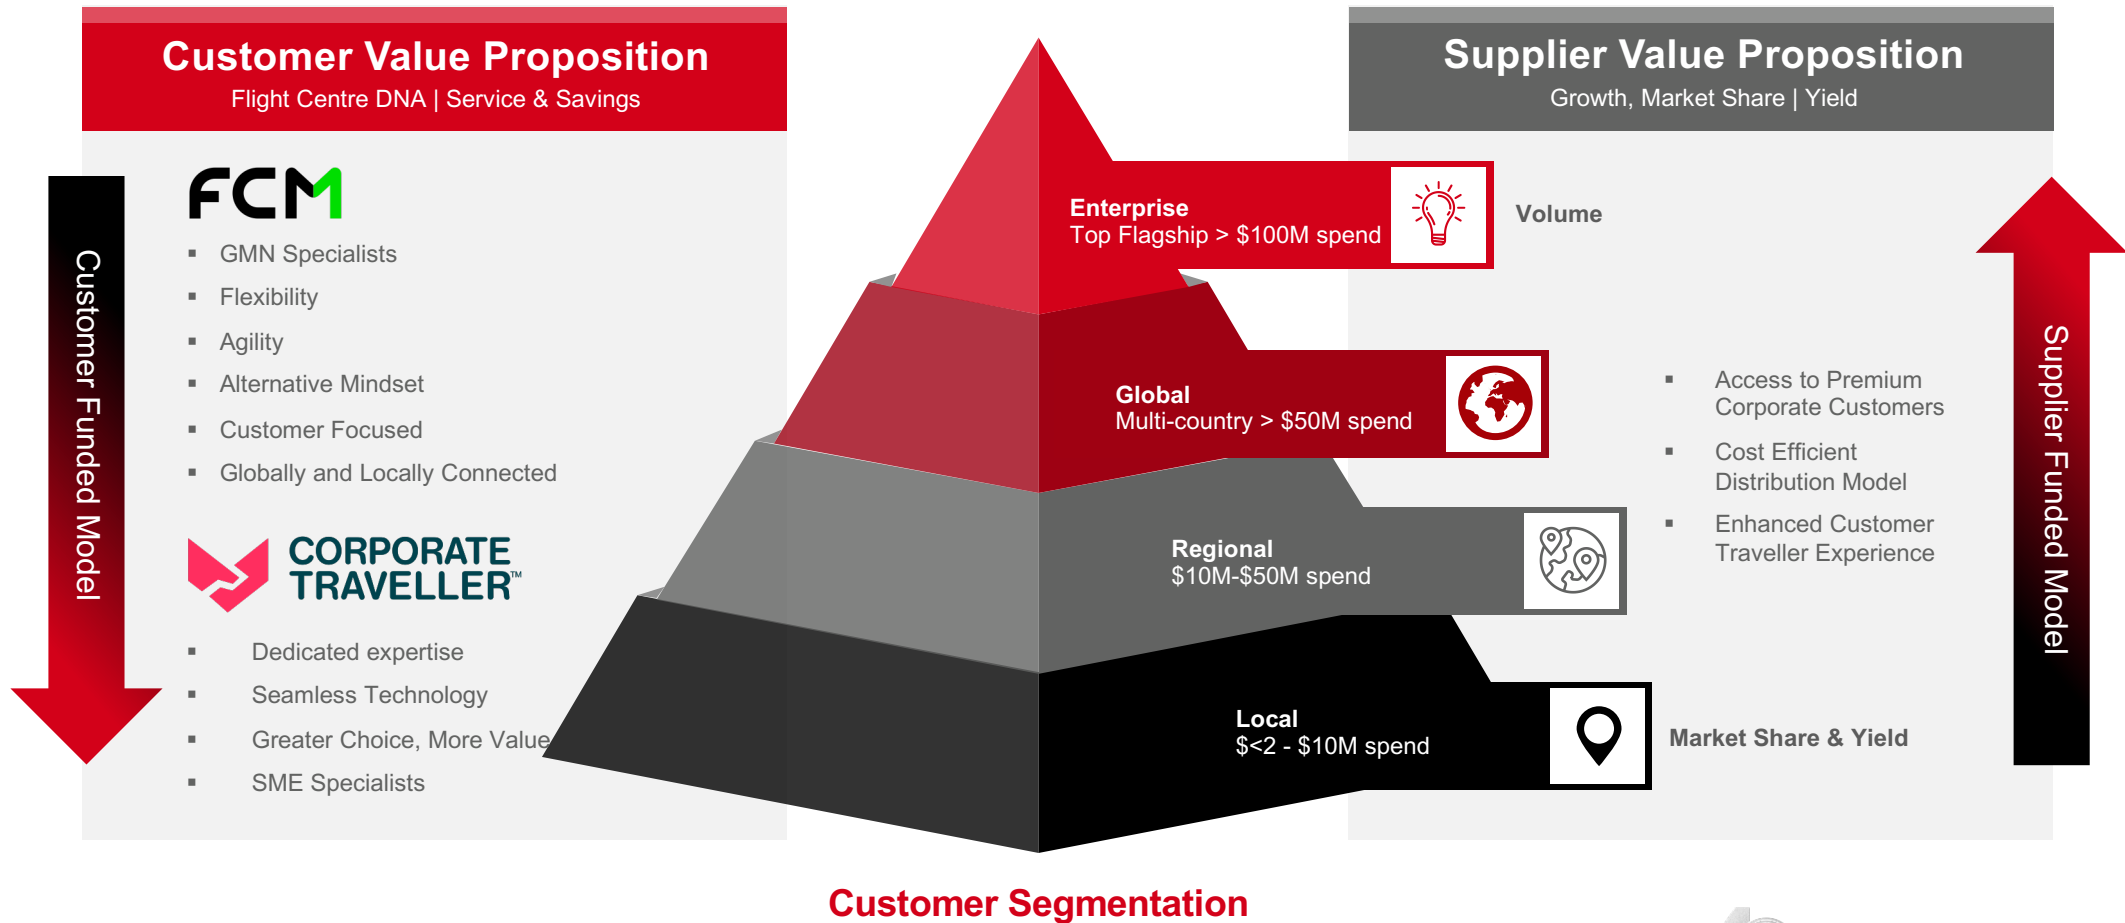 Customer Value Proposition
Flight Centre DNA | Service & Savings
Customer Funded Model
FCM
▪ GMN Specialists
▪ Flexibility
▪ Agility
▪ Alternative Mindset
▪ Customer Focused
▪ Globally and Locally Connected
CORPORATE
TRAVELLER™
▪ Dedicated expertise
▪ Seamless Technology
▪ Greater Choice, More Value
▪ SME Specialists
Enterprise
Top Flagship > $100M spend
Global
Multi-country > $50M spend
Regional
$10M-$50M spend
Local
$<2 - $10M spend
Customer Segmentation
Supplier Value Proposition
Growth, Market Share | Yield
Volume
▪ Access to Premium
Corporate Customers
▪ Cost Efficient
Distribution Model
▪ Enhanced Customer
Traveller Experience
Market Share & Yield
Supplier Funded Model